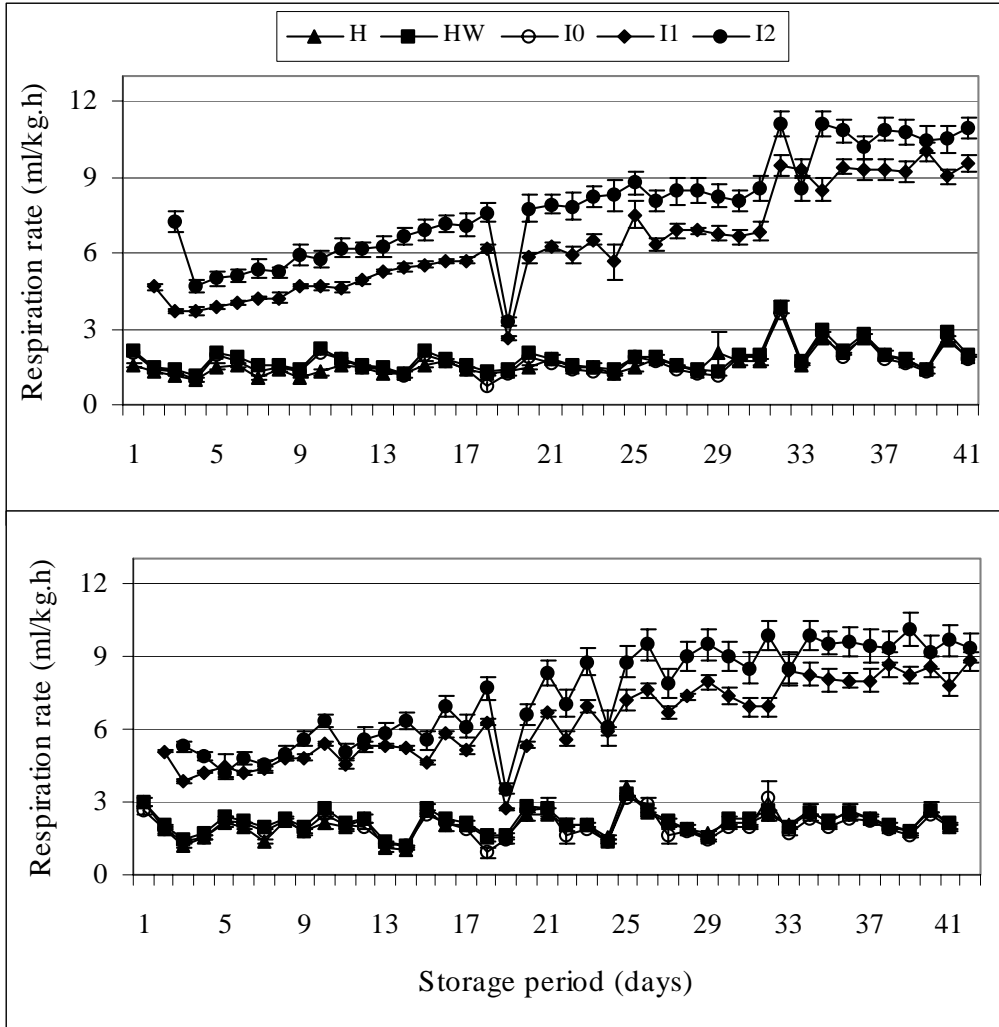 H HW I0 I1 I2
Respiration rate (ml/kg.h)
12
9
6
3
0
1 5 9 13 17 21 25 29 33 37 41
Respiration rate (ml/kg.h)
12
9
6
3
0
1 5 9 13 17 21 25 29 33 37 41
Storage period (days)